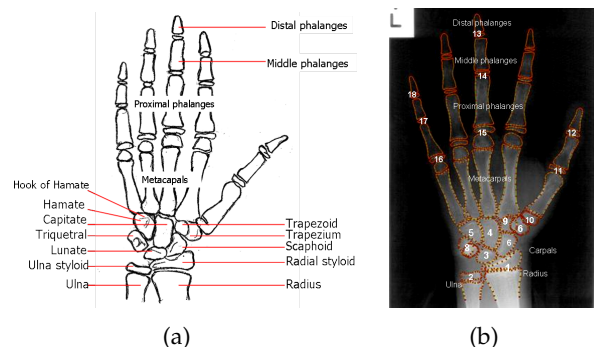 Distal phalanges
Middle phalanges
Proximal phalanges
Metacapals
Hook of Hamate
Hamate
Capitate
Triquetral
Lunate
Ulna styloid
Ulna
Trapezoid
Trapezium
Scaphoid
Radial styloid
Radius
(a)
L
Distal phalanges
13
Middle phalanges
14
18
Proximal phalanges
17
12
15
16
11
Metacarpals
9
10
5
4
6
6
8
3
Carpals
1
Radius
2
Ulna
(b)